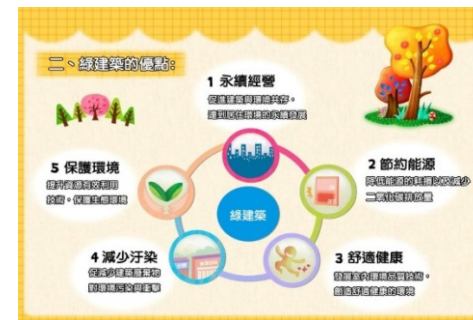 二、綠建築的優點:
1 永續經營
促進建築與環境共存，
達到居住環境的永續發展
2 節約能源
降低能源的耗損以及減少
二氧化碳排放量
3 舒適健康
發展室內環境品質技術，
創造舒適健康的環境
4 減少汙染
促減少建築廢棄物
對環境污染與衝擊
5 保護環境
提升資源有效利用
技術，保護生態環境
綠建築